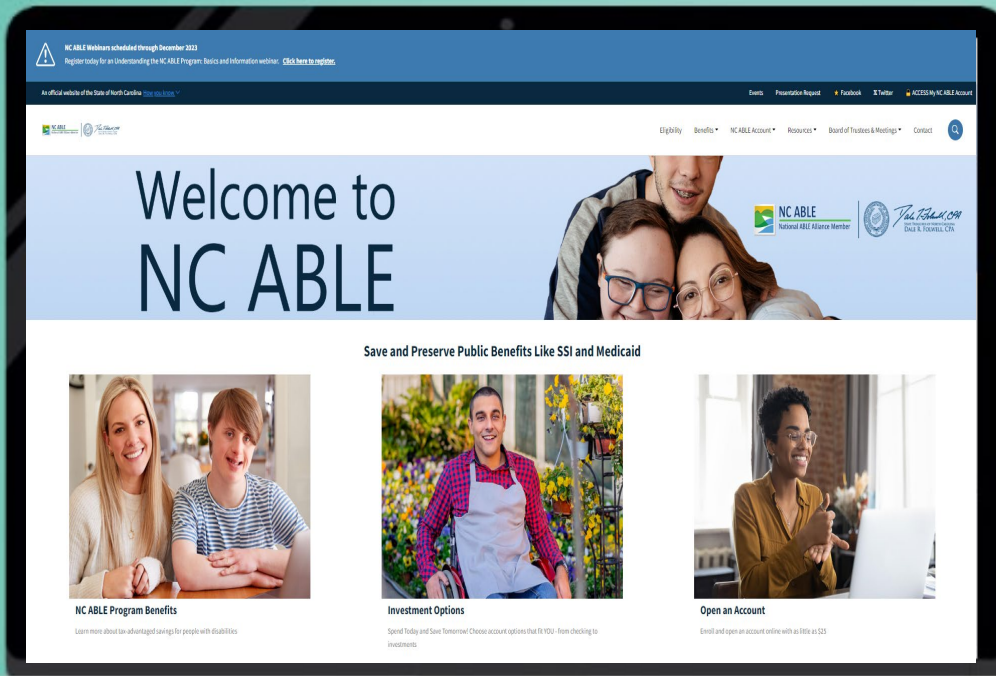 NC ABLE Webinars scheduled through December 2023
Register today for an Understanding the NC ABLE Program: Basics and Information webinar. Click here to register.
An official website of the State of North Carolina How you know
Events Presentation Request Facebook X Twitter ACCESS My NC ABLE Account
NC ABLE
Eligibility Benefits NC ABLE Account Resources Board of Trustees & Meetings Contact
Welcome to
NC ABLE
NC ABLE
National ABLE Alliance Member
DALE R. FOLWELL, CPA
Save and Preserve Public Benefits Like SSI and Medicaid
NC ABLE Program Benefits
Learn more about tax-advantaged savings for people with disabilities
Investment Options
Spend Today and Save Tomorrow! Choose account options that fit YOU - from checking to
investments
Open an Account
Enroll and open an account online with as little as $25